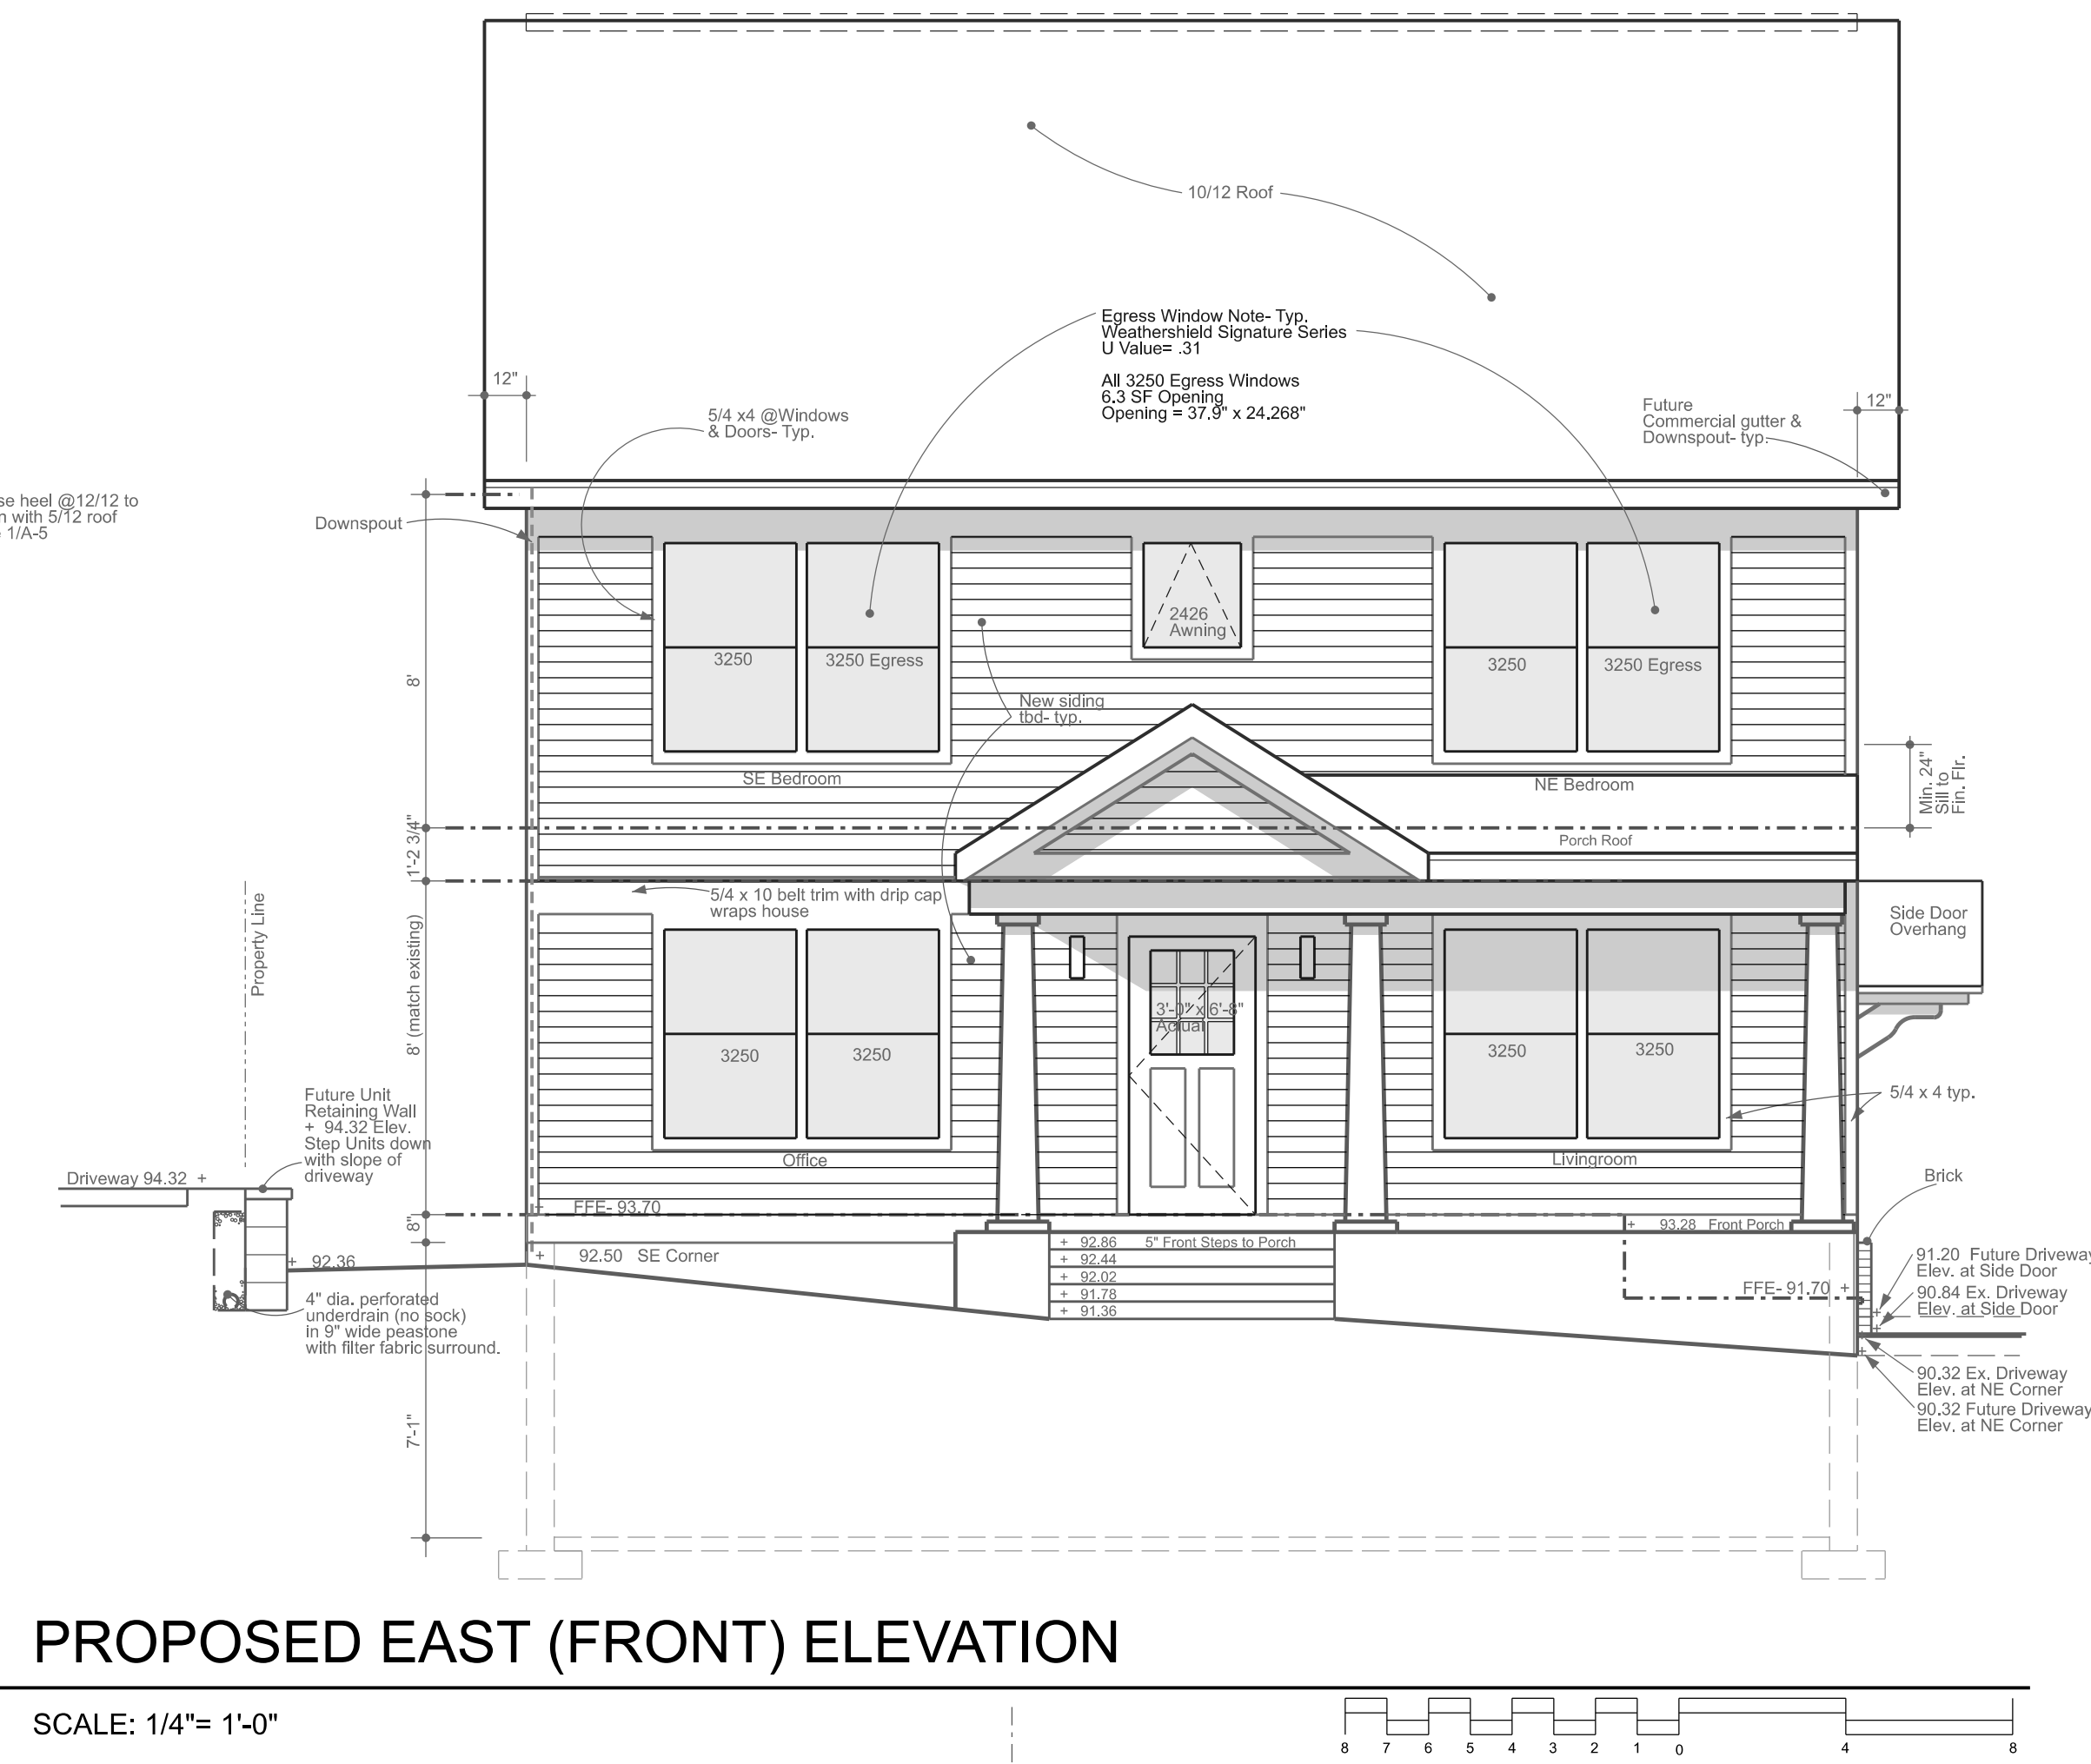 10/12 Roof
Egress Window Note- Typ.
Weathershield Signature Series
U Value= .31
All 3250 Egress Windows
6.3 SF Opening
Opening = 37.9" x 24.268"
12"
5/4 x4 @Windows
& Doors- Typ.
Future
Commercial gutter &
Downspout- typ.
12"
se heel @12/12 to
n with 5/12 roof
1/A-5
Downspout
2426
Awning
3250
3250 Egress
3250
3250 Egress
8'
New siding
tbd- typ.
SE Bedroom
NE Bedroom
Min. 24"
Sill to
Fin. Flr.
1'-2 3/4"
Porch Roof
5/4 x 10 belt trim with drip cap
wraps house
Property Line
8' (match existing)
Side Door
Overhang
3'-0" x 6'-8"
Actual
3250
3250
3250
3250
5/4 x 4 typ.
Future Unit
Retaining Wall
+ 94.32 Elev.
Step Units down
with slope of
driveway
Office
Livingroom
Driveway 94.32 +
Brick
8"
+ FFE- 93.70
+ 93.28 Front Porch
+ 92.36
+ 92.50 SE Corner
+ 92.86 5" Front Steps to Porch
+ 92.44
+ 92.02
+ 91.78
+ 91.36
FFE- 91.70 +
91.20 Future Driveway
Elev. at Side Door
90.84 Ex. Driveway
Elev. at Side Door
4" dia. perforated
underdrain (no sock)
in 9" wide peastone
with filter fabric surround.
90.32 Ex. Driveway
Elev. at NE Corner
90.32 Future Driveway
Elev. at NE Corner
7'-1"
PROPOSED EAST (FRONT) ELEVATION
SCALE: 1/4"= 1'-0"
8 7 6 5 4 3 2 1 0 4 8